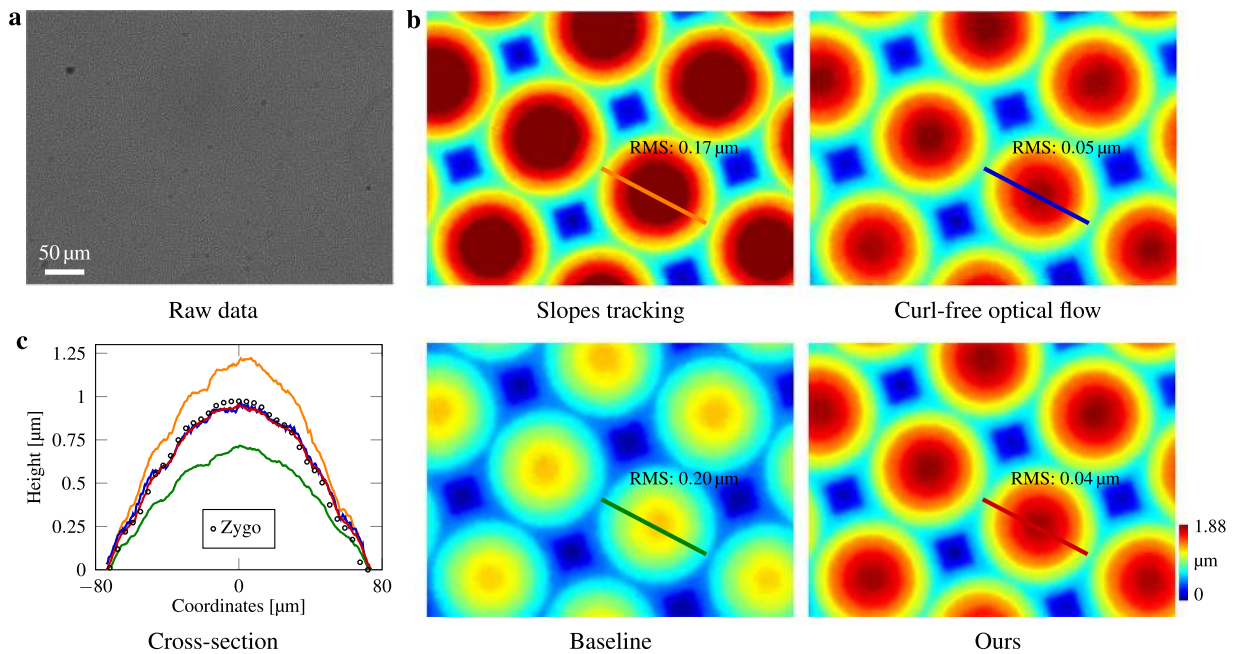 a
50 μm
Raw data
b
RMS: 0.17 μm
Slopes tracking
RMS: 0.05 μm
Curl-free optical flow
c
Height [μm]
1.25
1
0.75
0.5
0.25
0
−80
0
80
Zygo
Coordinates [μm]
Cross-section
RMS: 0.20 μm
Baseline
RMS: 0.04 μm
Ours
1.88
μm
0